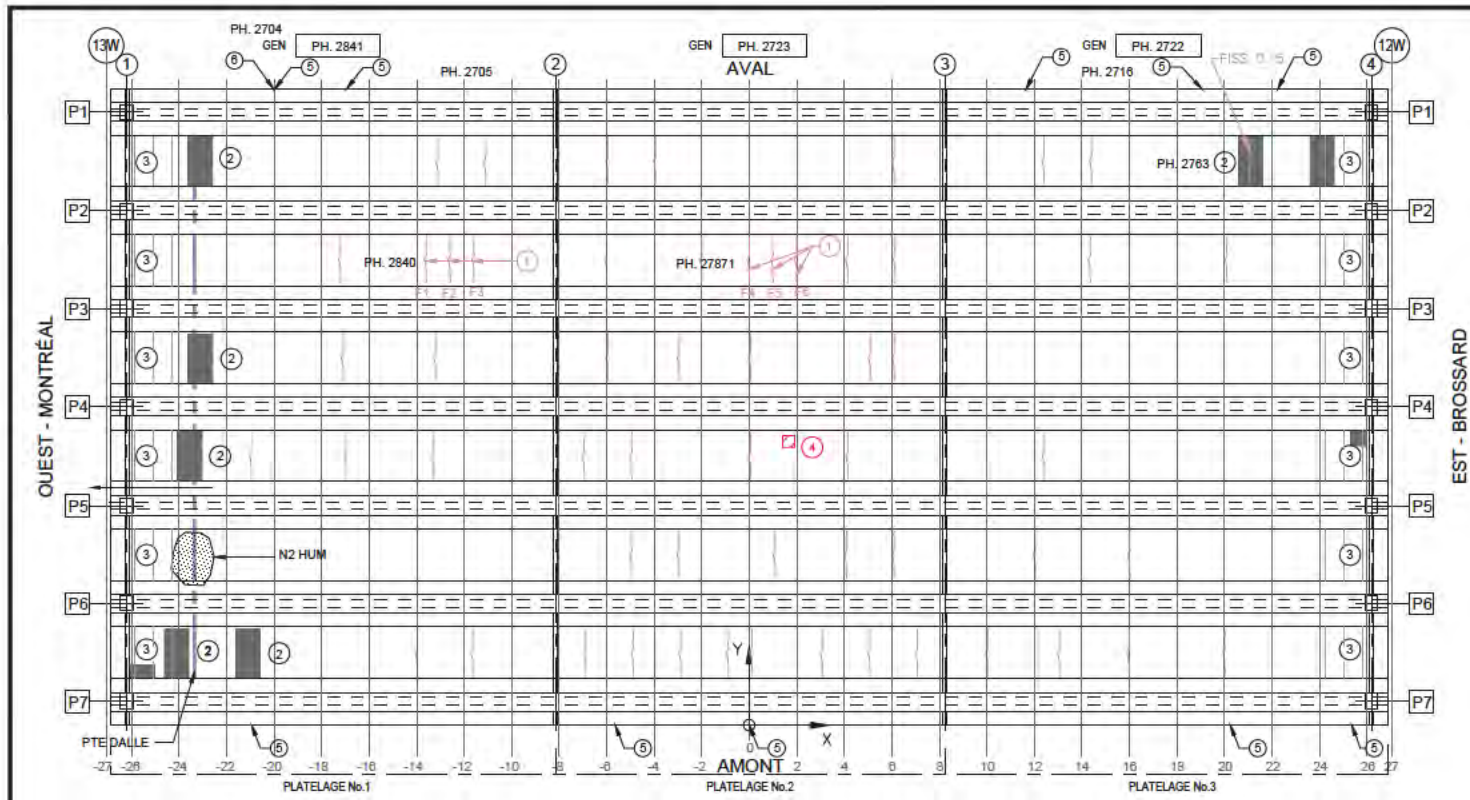 PH. 2704
13W
GEN
PH. 2841
GEN
PH. 2723
GEN
PH. 2722
12W
6
5
5
FISS. 0.15
5
5
5
1
PH. 2705
2
AVAL
3
PH. 2716
4
P1
P1
3
2
PH. 2763
2
3
P2
P2
3
PH. 2840
1
PH. 27871
1
3
F1
F2
F3
F4
F5
F6
P3
P3
3
2
3
P4
P4
OUEST - MONTRÉAL
EST - BROSSARD
3
2
4
3
P5
P5
3
N2 HUM
3
P6
P6
3
2
2
Y
3
P7
P7
PTE DALLE
5
5
5
X
5
5
-27 -26 -24 -22 -20 -18 -16 -14 -12 -10 -8 -6 -4 -2 0 2 4 6 8 10 12 14 16 18 20 22 24 26 27
AMONT
PLATELAGE No.1
PLATELAGE No.2
PLATELAGE No.3